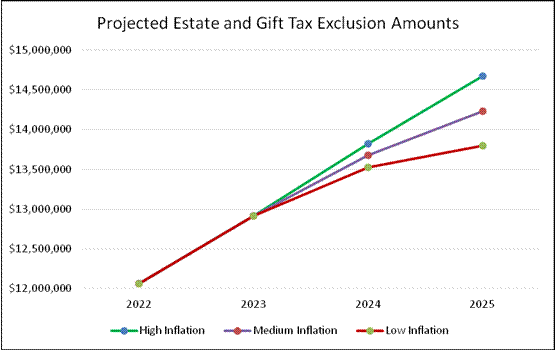 Projected Estate and Gift Tax Exclusion Amounts
$15,000,000
$14,500,000
$14,000,000
$13,500,000
$13,000,000
$12,500,000
$12,000,000
2022 2023 2024 2025
High Inflation Medium Inflation Low Inflation